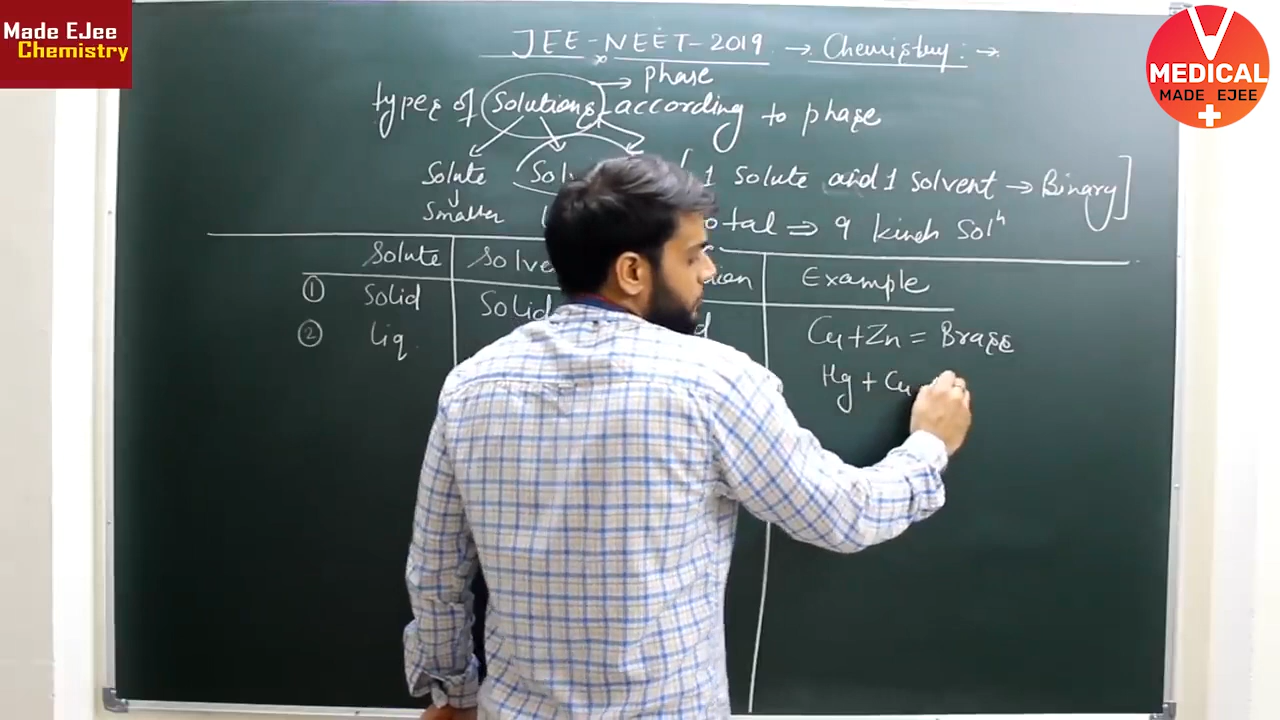 Made EJee
Chemistry
V
MEDICAL
MADE EJEE
JEE-NEET-2019 → Chemistry: →
phase
types of Solutions according to phase
Solute 1 Solute and 1 Solvent → Binary]
Smaller ⇒ 9 kinds Solⁿ
Solute Example
① Solid Solid Cu+Zn = Brass
② Liq Hg + Cu